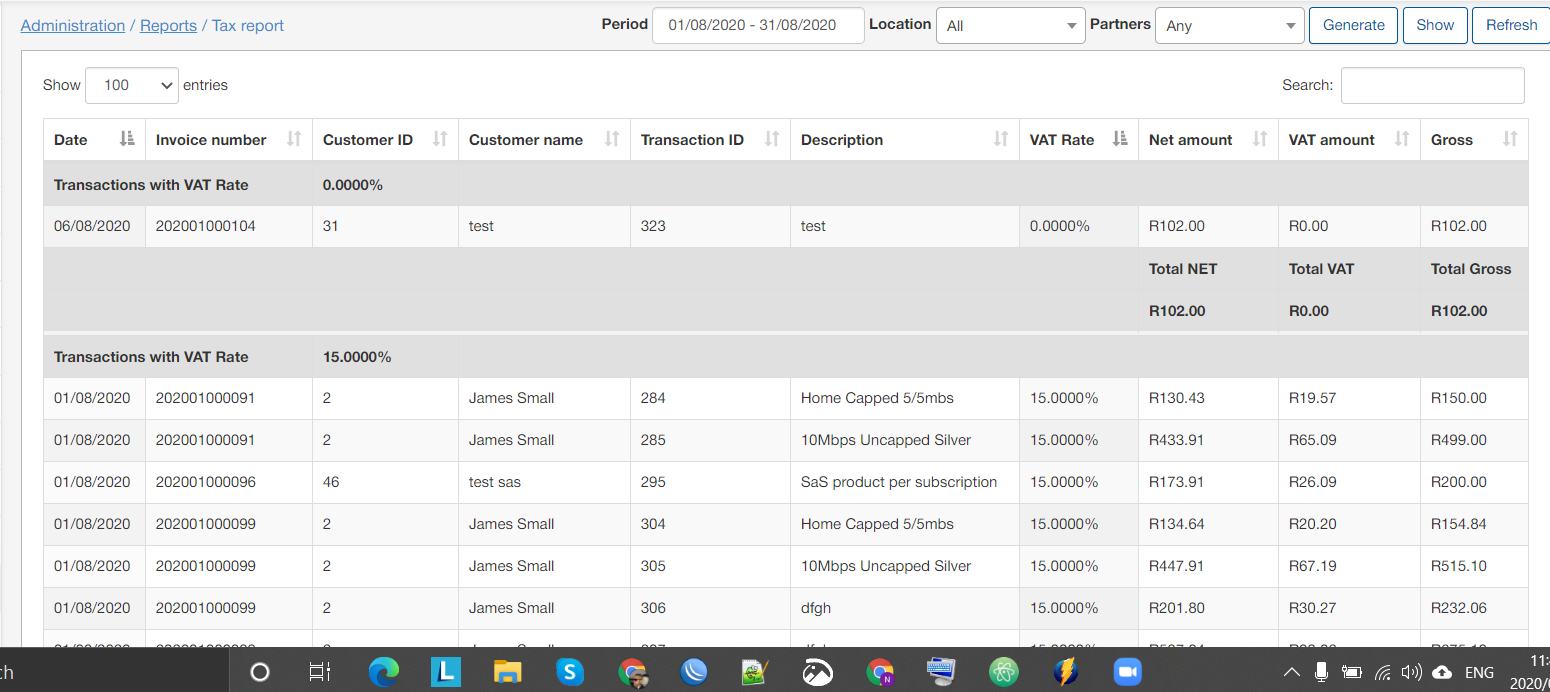 Administration / Reports / Tax report Period 01/08/2020 - 31/08/2020 Location All Partners Any Generate Show Refresh
Show 100 entries Search:
Date Invoice number Customer ID Customer name Transaction ID Description VAT Rate Net amount VAT amount Gross
Transactions with VAT Rate 0.0000%
06/08/2020 202001000104 31 test 323 test 0.0000% R102.00 R0.00 R102.00
Total NET Total VAT Total Gross
R102.00 R0.00 R102.00
Transactions with VAT Rate 15.0000%
01/08/2020 202001000091 2 James Small 284 Home Capped 5/5mbs 15.0000% R130.43 R19.57 R150.00
01/08/2020 202001000091 2 James Small 285 10Mbps Uncapped Silver 15.0000% R433.91 R65.09 R499.00
01/08/2020 202001000096 46 test sas 295 SaS product per subscription 15.0000% R173.91 R26.09 R200.00
01/08/2020 202001000099 2 James Small 304 Home Capped 5/5mbs 15.0000% R134.64 R20.20 R154.84
01/08/2020 202001000099 2 James Small 305 10Mbps Uncapped Silver 15.0000% R447.91 R67.19 R515.10
01/08/2020 202001000099 2 James Small 306 dfgh 15.0000% R201.80 R30.27 R232.06
ch L S N ENG 11:
2020/